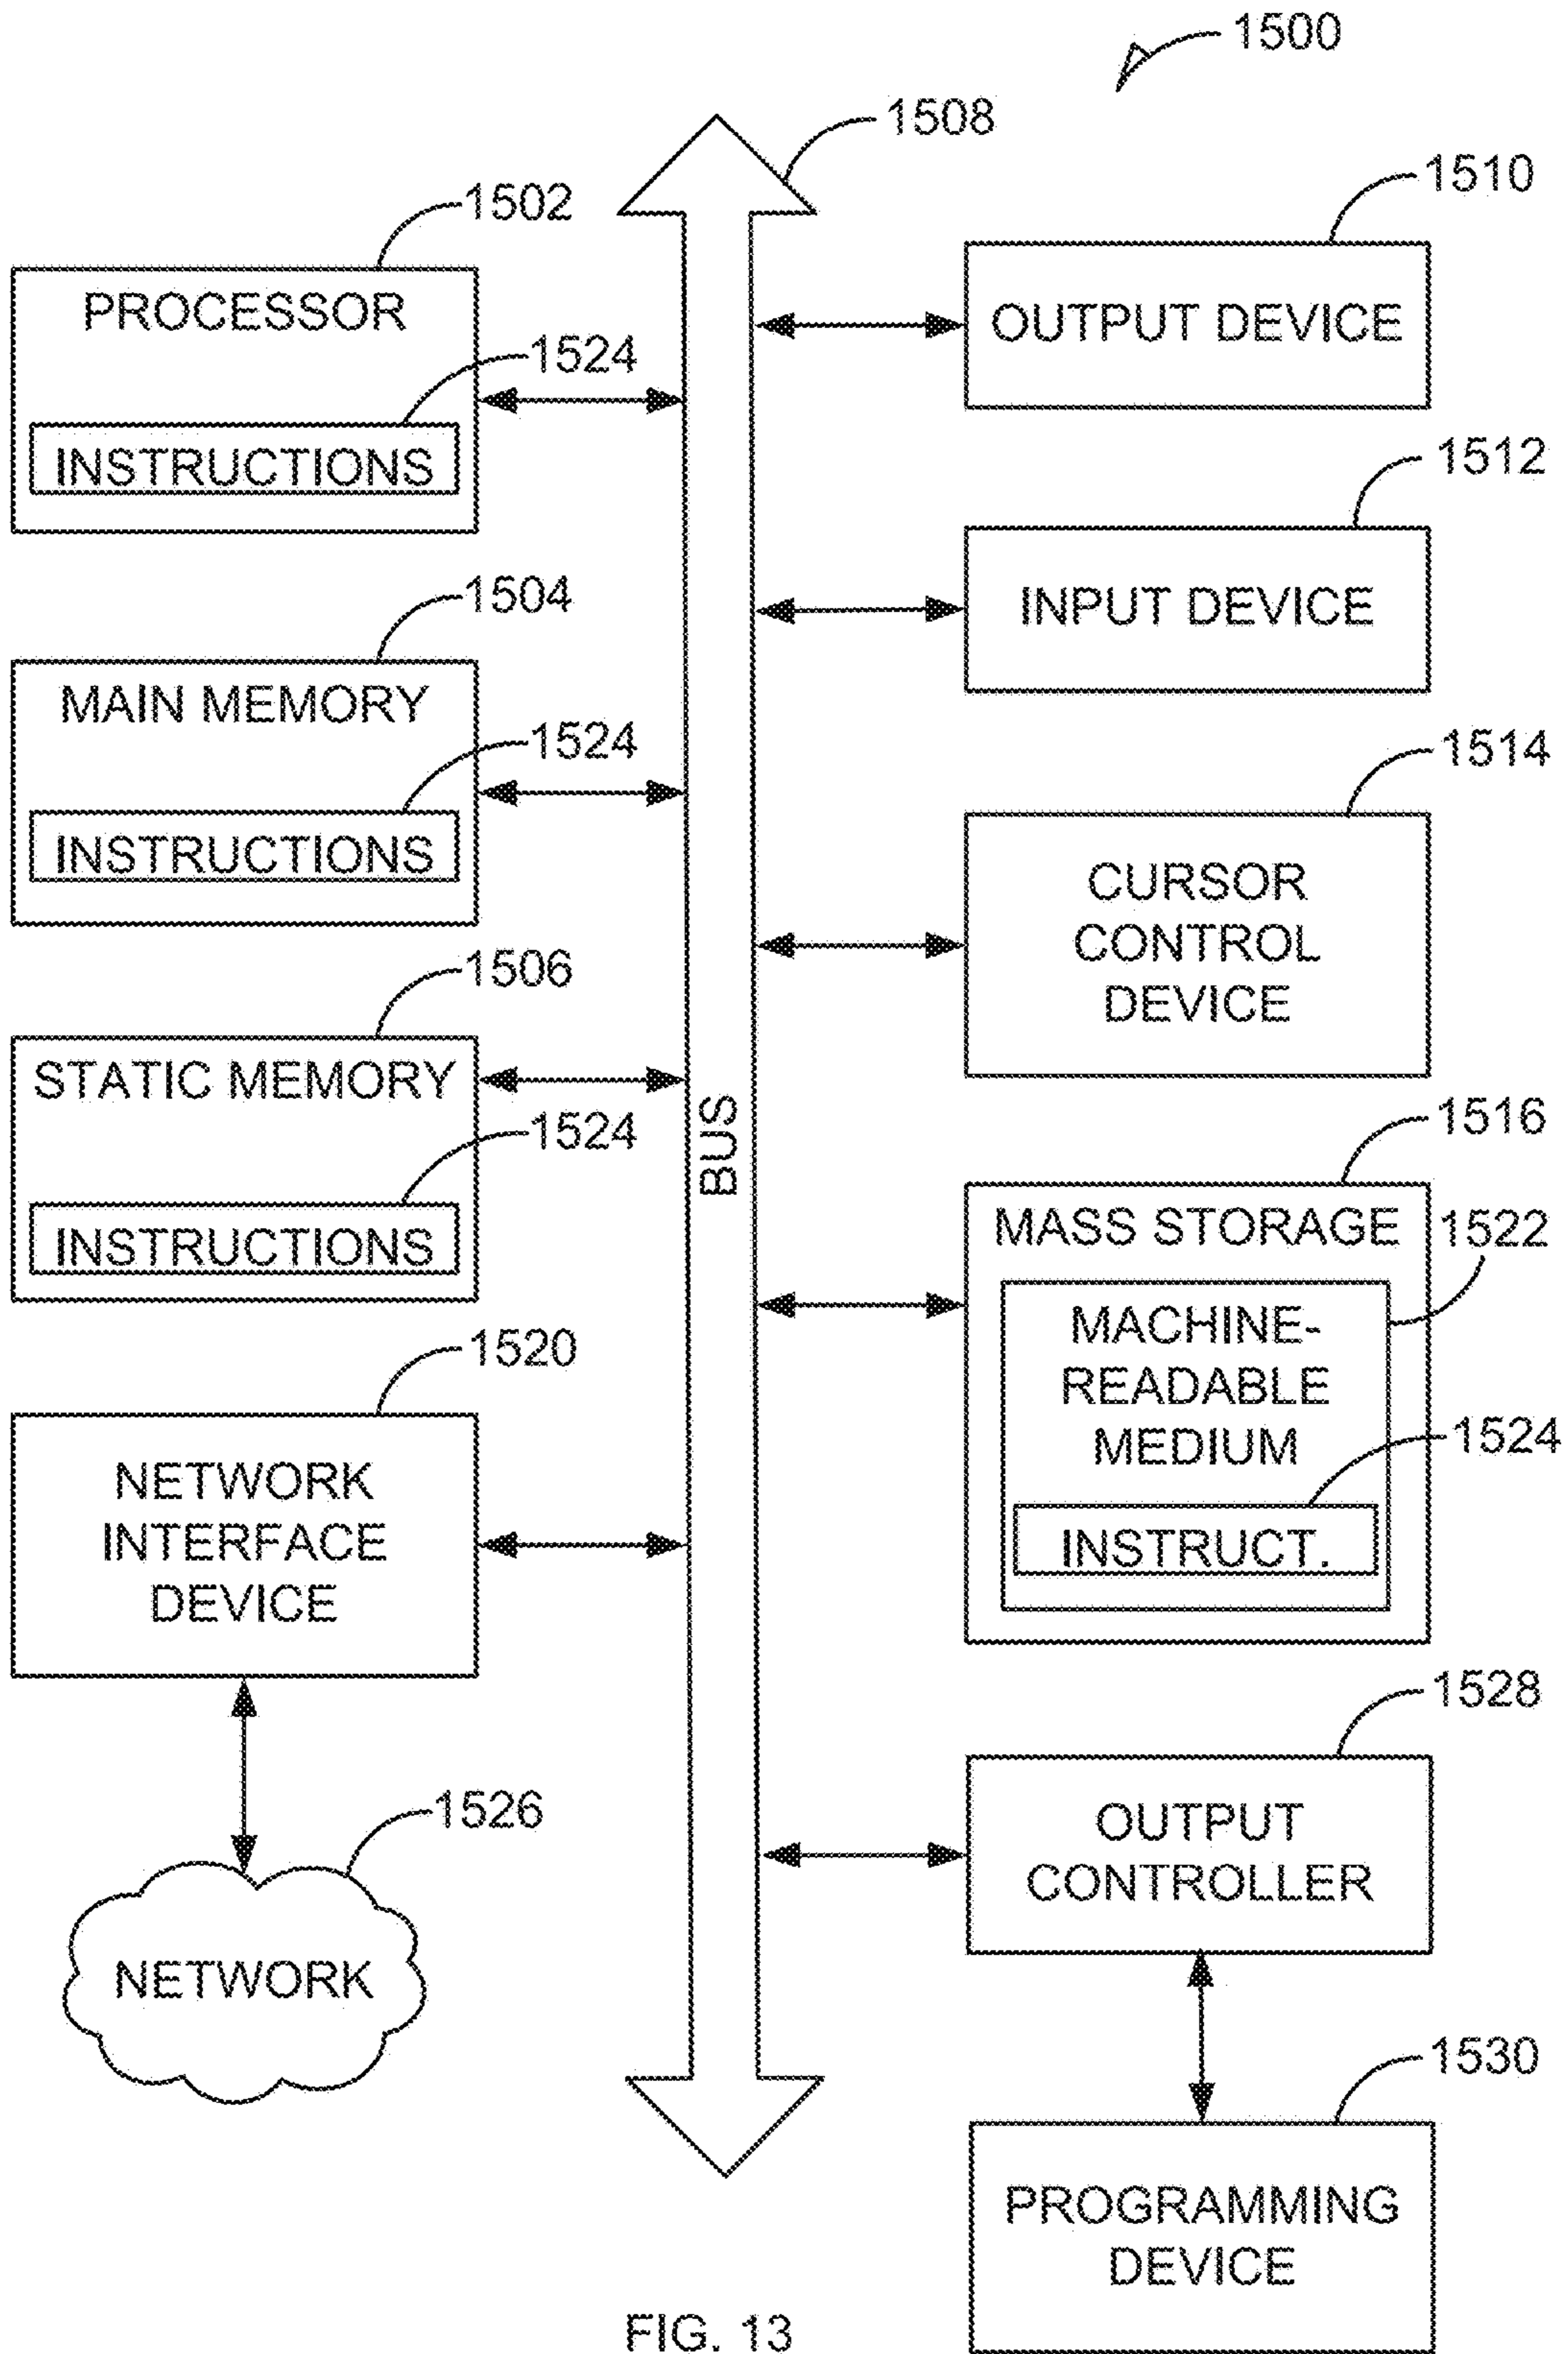 1500
1508
1502
PROCESSOR
1524
INSTRUCTIONS
1504
MAIN MEMORY
1524
INSTRUCTIONS
1506
STATIC MEMORY
1524
INSTRUCTIONS
1520
NETWORK
INTERFACE
DEVICE
1526
NETWORK
BUS
1510
OUTPUT DEVICE
1512
INPUT DEVICE
1514
CURSOR
CONTROL
DEVICE
1516
MASS STORAGE
1522
MACHINE-
READABLE
MEDIUM
1524
INSTRUCT.
1528
OUTPUT
CONTROLLER
1530
PROGRAMMING
DEVICE
FIG. 13